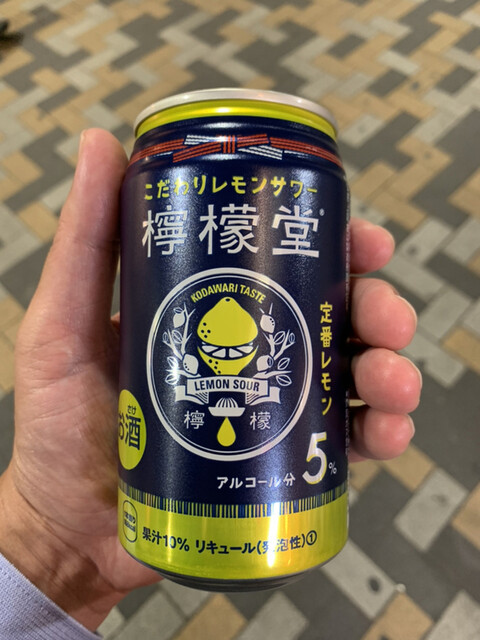 こだわりレモンサワー
檸檬堂
KODAWARI TASTE
LEMON SOUR
檸 檬
定番レモン
アルコール分 5%
お酒
さけ
果汁10% リキュール(発泡性)①